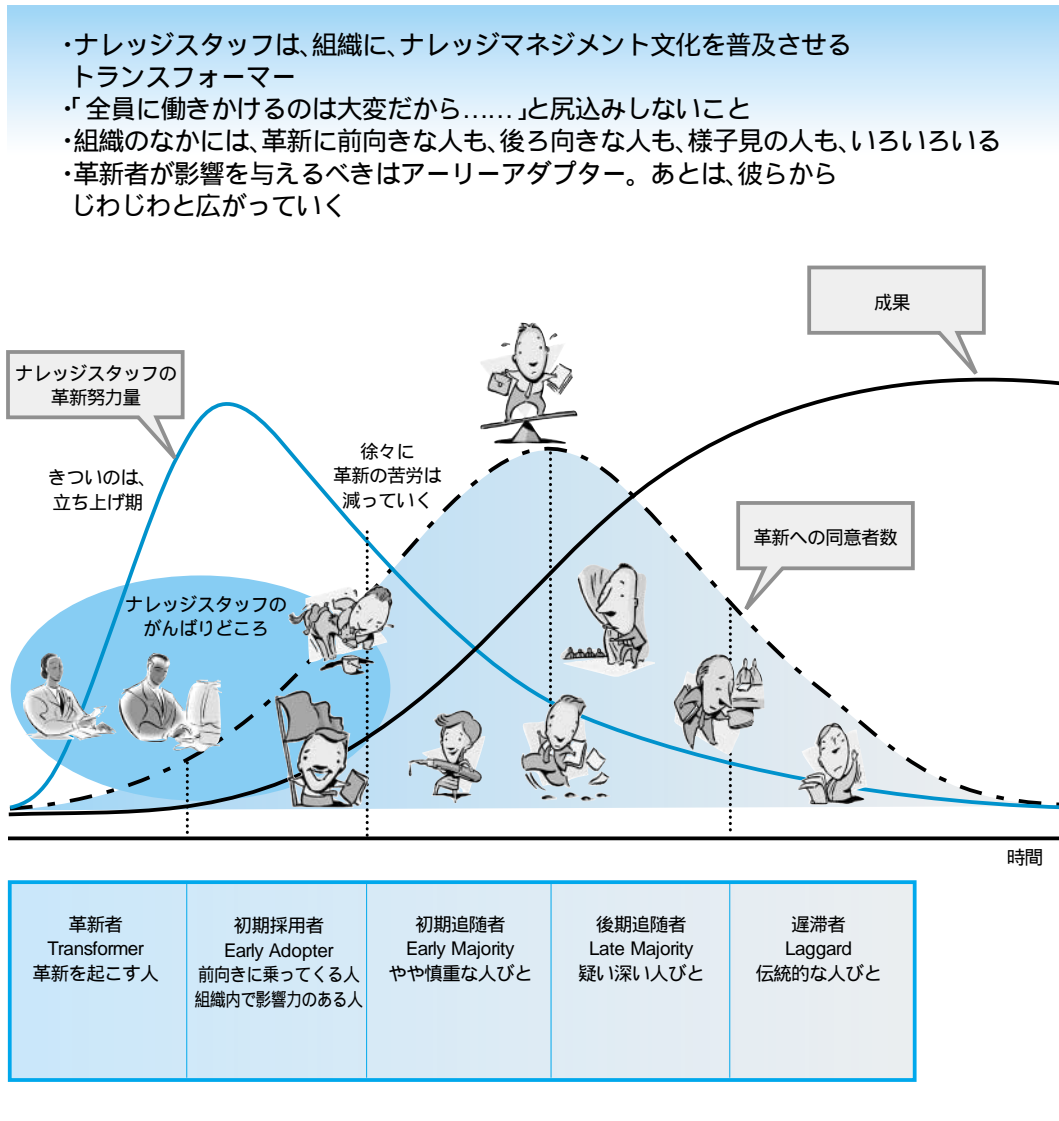 ・ナレッジスタッフは、組織に、ナレッジマネジメント文化を普及させる
トランスフォーマー
・「全員に働きかけるのは大変だから……」と尻込みしないこと
・組織のなかには、革新に前向きな人も、後ろ向きな人も、様子見の人も、いろいろいる
・革新者が影響を与えるべきはアーリーアダプター。あとは、彼らから
じわじわと広がっていく
成果
ナレッジスタッフの
革新努力量
きついのは、
立ち上げ期
徐々に
革新の苦労は
減っていく
革新への同意者数
ナレッジスタッフの
がんばりどころ
時間
革新者
Transformer
革新を起こす人
初期採用者
Early Adopter
前向きに乗ってくる人
組織内で影響力のある人
初期追随者
Early Majority
やや慎重な人びと
後期追随者
Late Majority
疑い深い人びと
遅滞者
Laggard
伝統的な人びと